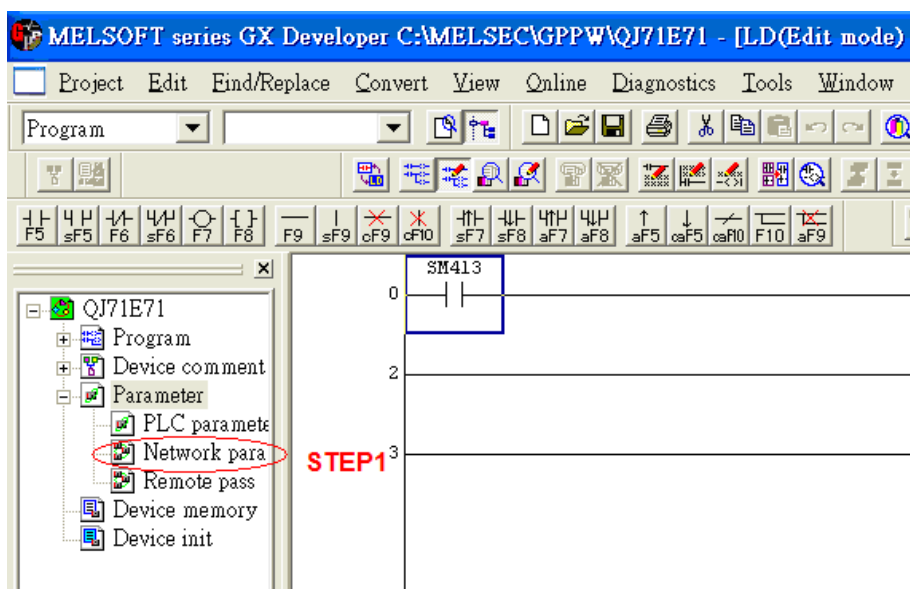 MELSOFT series GX Developer C:\MELSEC\GPPW\QJ71E71 - [LD(Edit mode)
Project Edit Find/Replace Convert View Online Diagnostics Tools Window
Program
F5 sF5 F6 sF6 F7 F8 F9 sF9 cF9 cF10 sF7 sF8 aF7 aF8 aF5 caF5 caF10 F10 aF9
QJ71E71
Program
Device comment
Parameter
PLC paramete
Network para
Remote pass
Device memory
Device init
SM413
0
2
STEP1 3